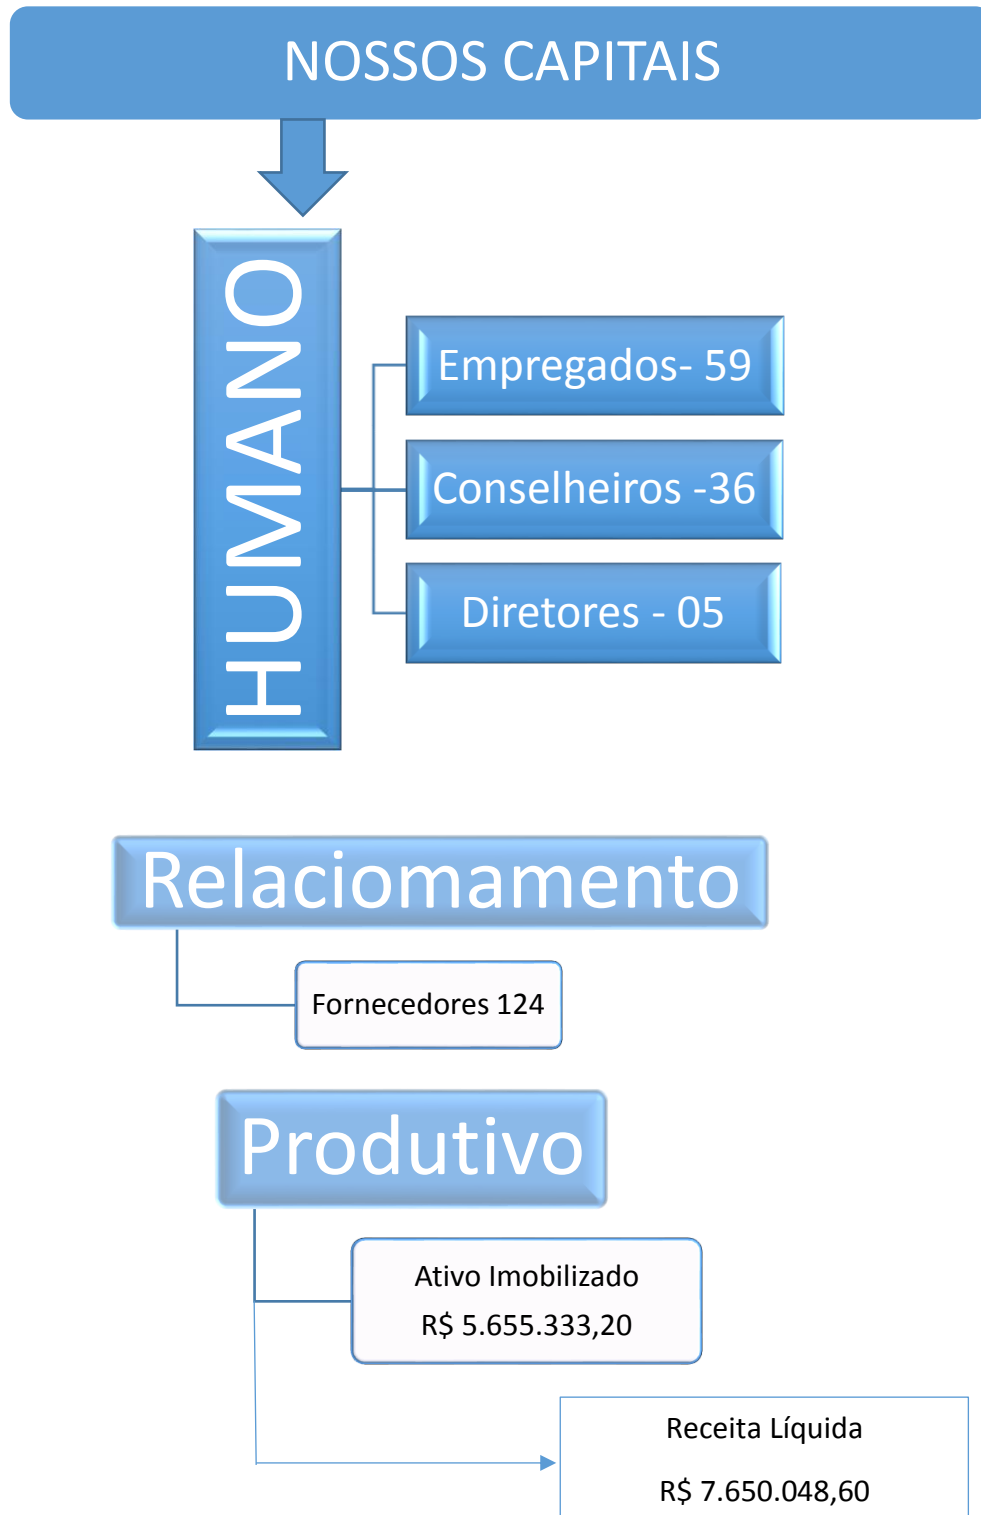 NOSSOS CAPITAIS
HUMANO
Empregados- 59
Conselheiros -36
Diretores - 05
Relaciomamento
Fornecedores 124
Produtivo
Ativo Imobilizado
R$ 5.655.333,20
Receita Líquida
R$ 7.650.048,60